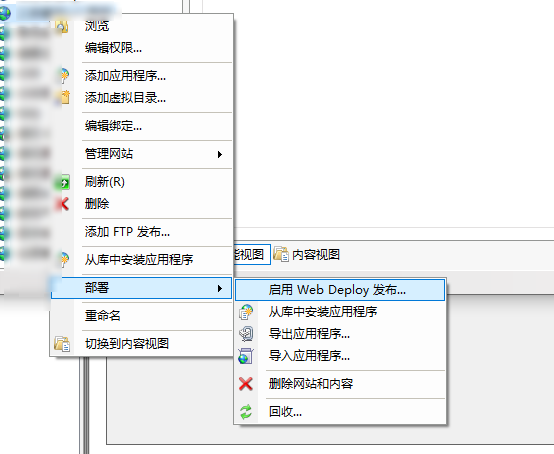 浏览
编辑权限...
添加应用程序...
添加虚拟目录...
编辑绑定...
管理网站
刷新(R)
删除
添加 FTP 发布...
从库中安装应用程序
部署
重命名
切换到内容视图
能视图
内容视图
启用 Web Deploy 发布...
从库中安装应用程序
导出应用程序...
导入应用程序...
删除网站和内容
回收...